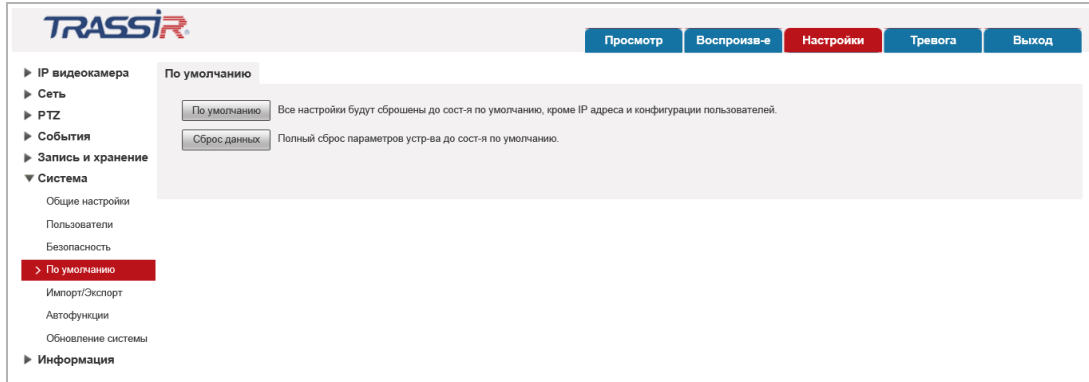 TRASSIR
Просмотр Воспроизв-е Настройки Тревога Выход
IP видеокамера
Сеть
PTZ
События
Запись и хранение
Система
Общие настройки
Пользователи
Безопасность
По умолчанию
Импорт/Экспорт
Автофункции
Обновление системы
Информация
По умолчанию
По умолчанию Все настройки будут сброшены до сост-я по умолчанию, кроме IP адреса и конфигурации пользователей.
Сброс данных Полный сброс параметров устр-ва до сост-я по умолчанию.